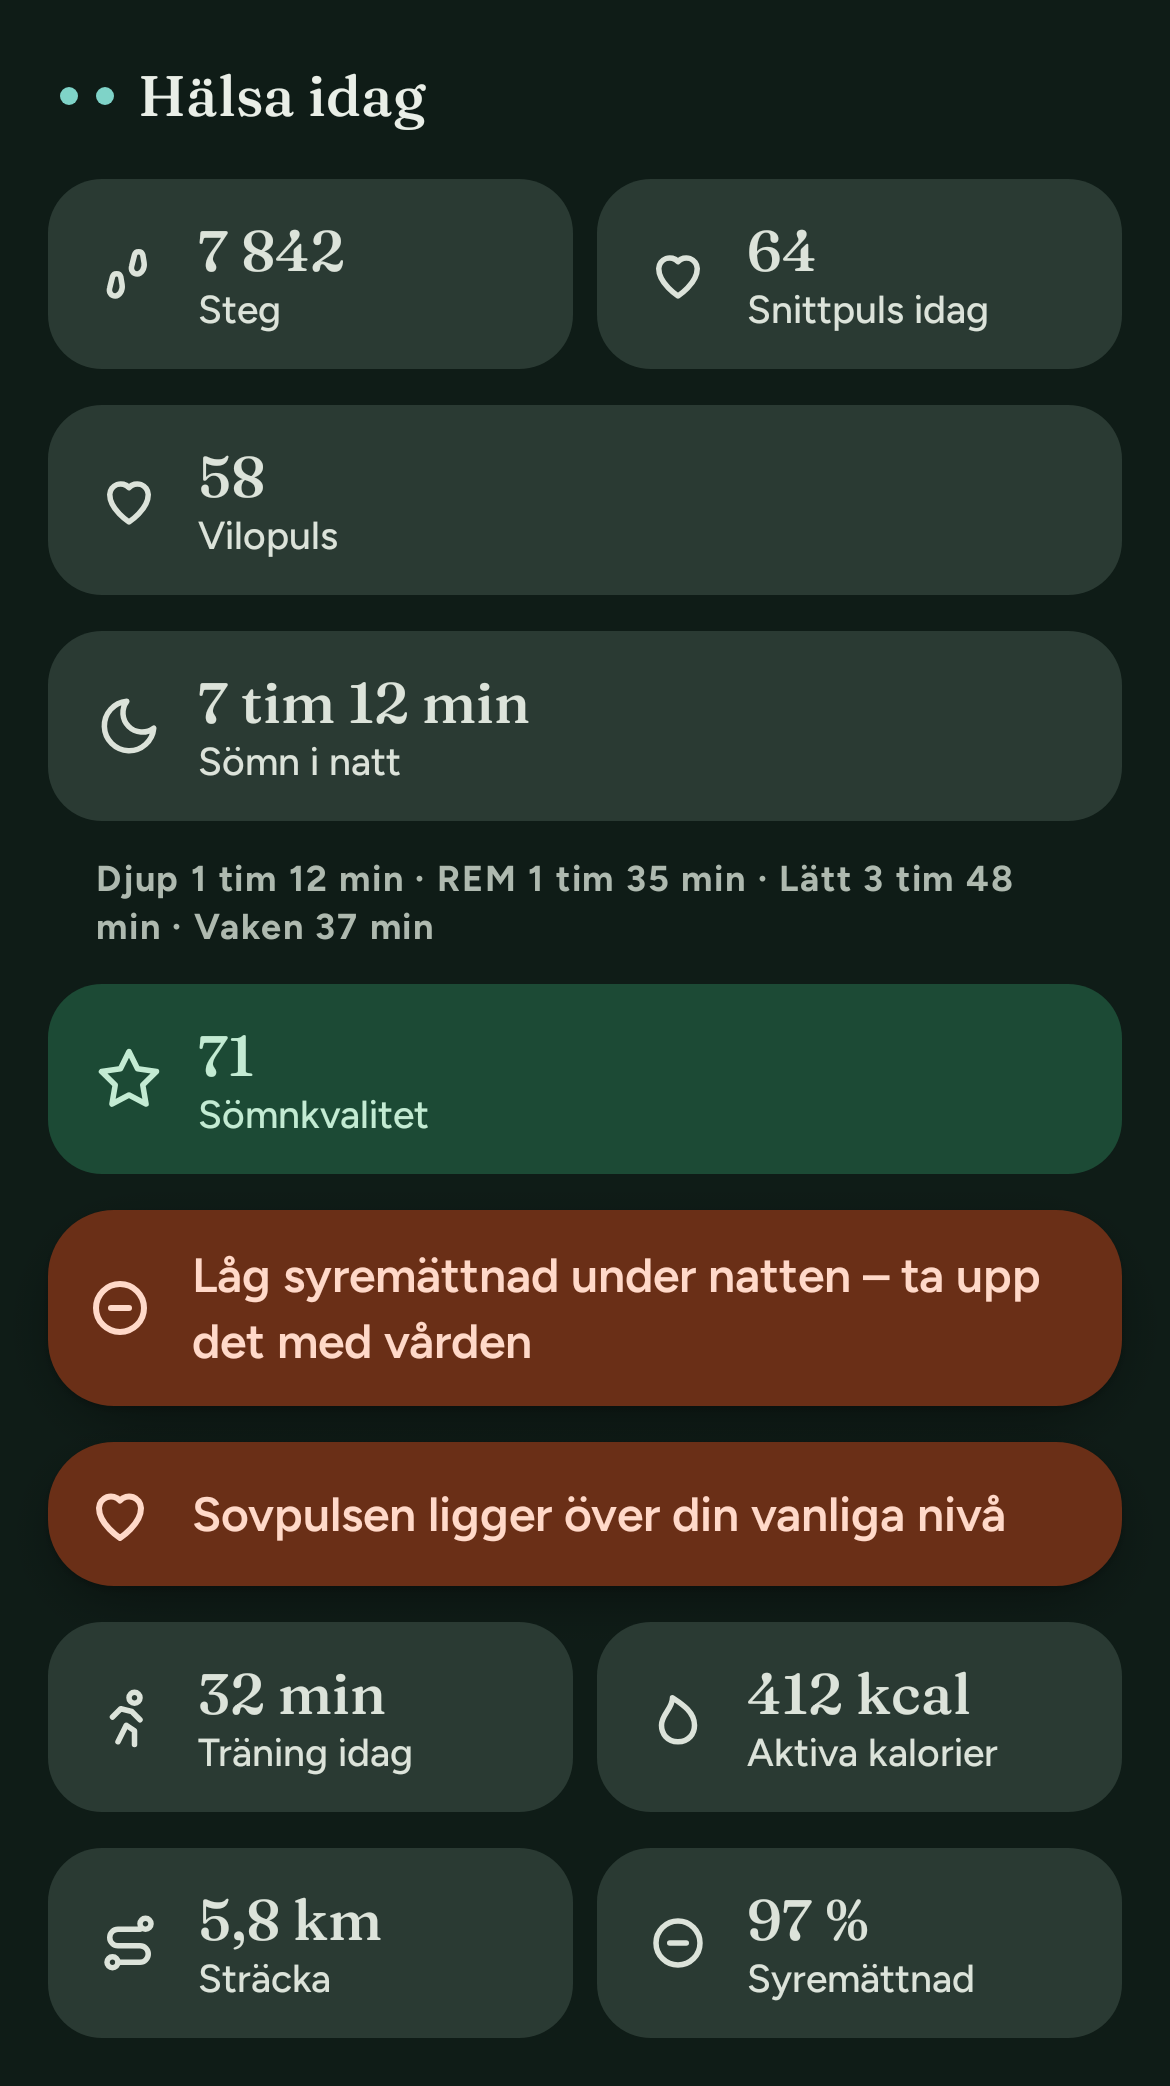 Hälsa idag
7 842
Steg
64
Snittpuls idag
58
Vilopuls
7 tim 12 min
Sömn i natt
Djup 1 tim 12 min · REM 1 tim 35 min · Lätt 3 tim 48
min · Vaken 37 min
71
Sömnkvalitet
Låg syremättnad under natten – ta upp
det med vården
Sovpulsen ligger över din vanliga nivå
32 min
Träning idag
412 kcal
Aktiva kalorier
5,8 km
Sträcka
97 %
Syremättnad